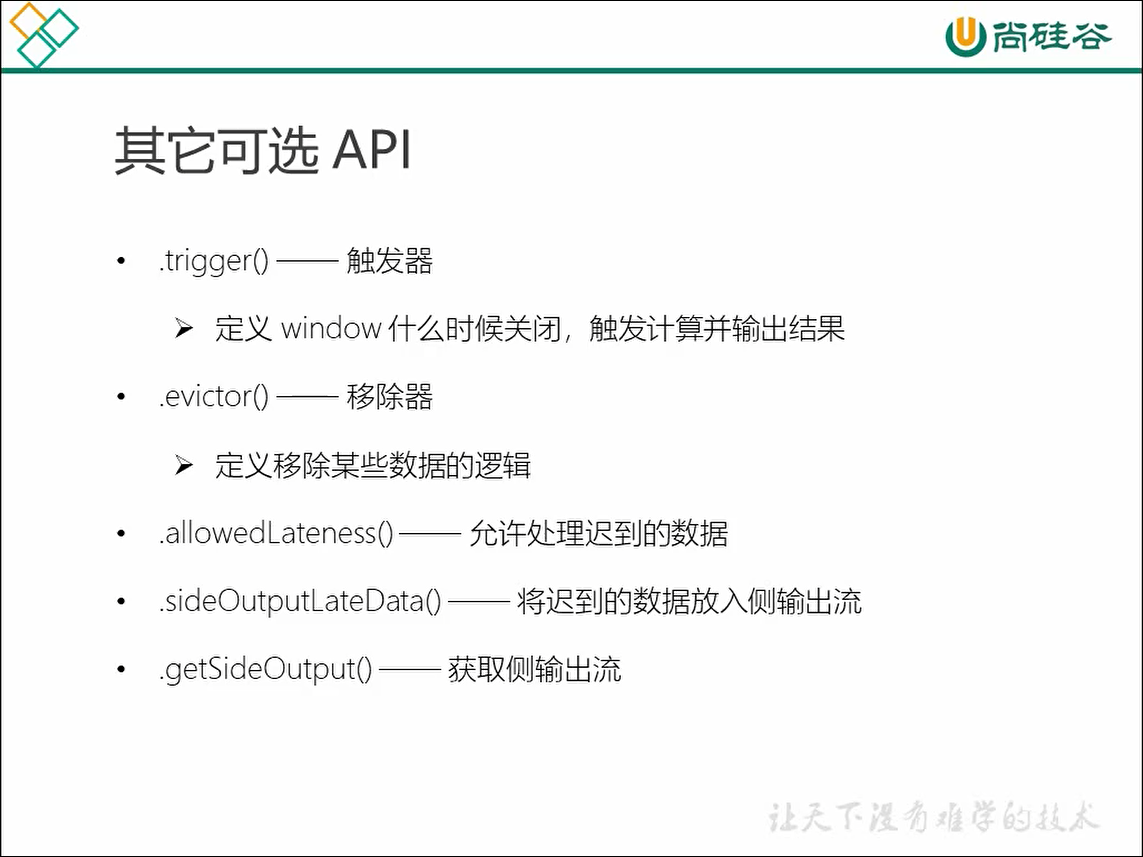 尚硅谷
其它可选 API
• .trigger() —— 触发器
➢ 定义 window 什么时候关闭，触发计算并输出结果
• .evictor() —— 移除器
➢ 定义移除某些数据的逻辑
• .allowedLateness() —— 允许处理迟到的数据
• .sideOutputLateData() —— 将迟到的数据放入侧输出流
• .getSideOutput() —— 获取侧输出流
让天下没有难学的技术